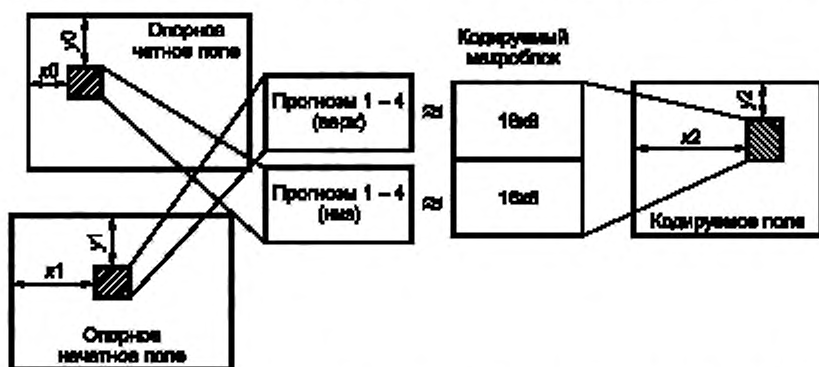 Опорное
четное поле
y0
x0
Кодируемый
макроблок
Прогнозы 1 – 4
(верх)
≈
16x8
y2
x2
Прогнозы 1 – 4
(низ)
≈
16x8
Кодируемое поле
y1
x1
Опорное
нечетное поле